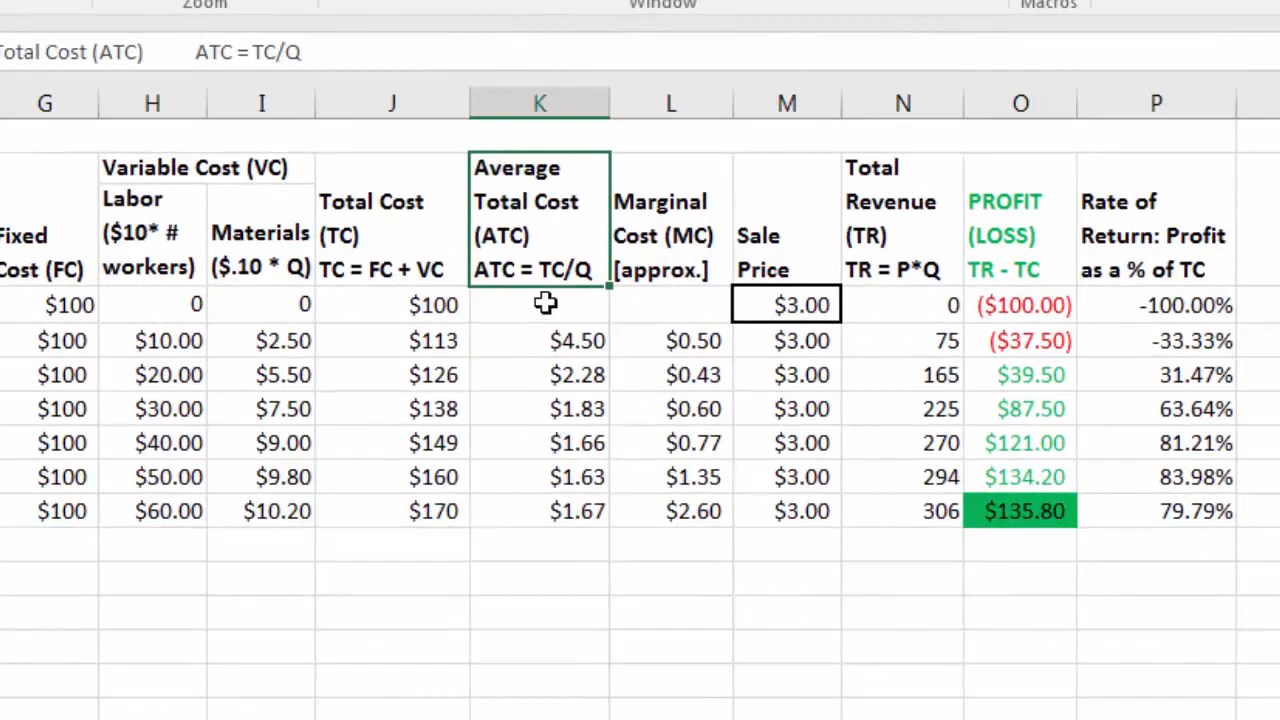 Zoom Window Macros
Total Cost (ATC) ATC = TC/Q
G H I J K L M N O P
Variable Cost (VC) Average Total
Labor Total Cost Total Cost Marginal Revenue PROFIT Rate of
Fixed ($10* # Materials (TC) (ATC) Cost (MC) Sale (TR) (LOSS) Return: Profit
Cost (FC) workers) ($.10 * Q) TC = FC + VC ATC = TC/Q [approx.] Price TR = P*Q TR - TC as a % of TC
$100 0 0 $100 $3.00 0 ($100.00) -100.00%
$100 $10.00 $2.50 $113 $4.50 $0.50 $3.00 75 ($37.50) -33.33%
$100 $20.00 $5.50 $126 $2.28 $0.43 $3.00 165 $39.50 31.47%
$100 $30.00 $7.50 $138 $1.83 $0.60 $3.00 225 $87.50 63.64%
$100 $40.00 $9.00 $149 $1.66 $0.77 $3.00 270 $121.00 81.21%
$100 $50.00 $9.80 $160 $1.63 $1.35 $3.00 294 $134.20 83.98%
$100 $60.00 $10.20 $170 $1.67 $2.60 $3.00 306 $135.80 79.79%